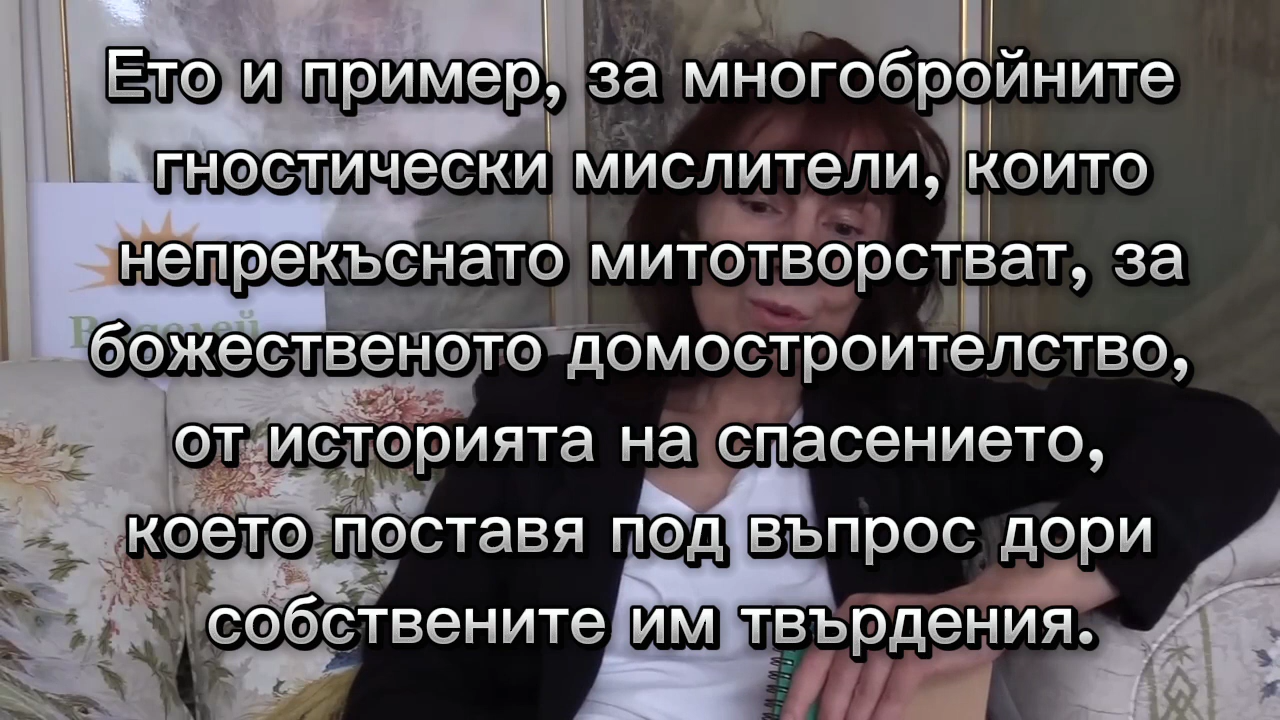 Ето и пример, за многобройните
гностически мислители, които
непрекъснато митотворстват, за
божественото домостроителство,
от историята на спасението,
което поставя под въпрос дори
собствените им твърдения.